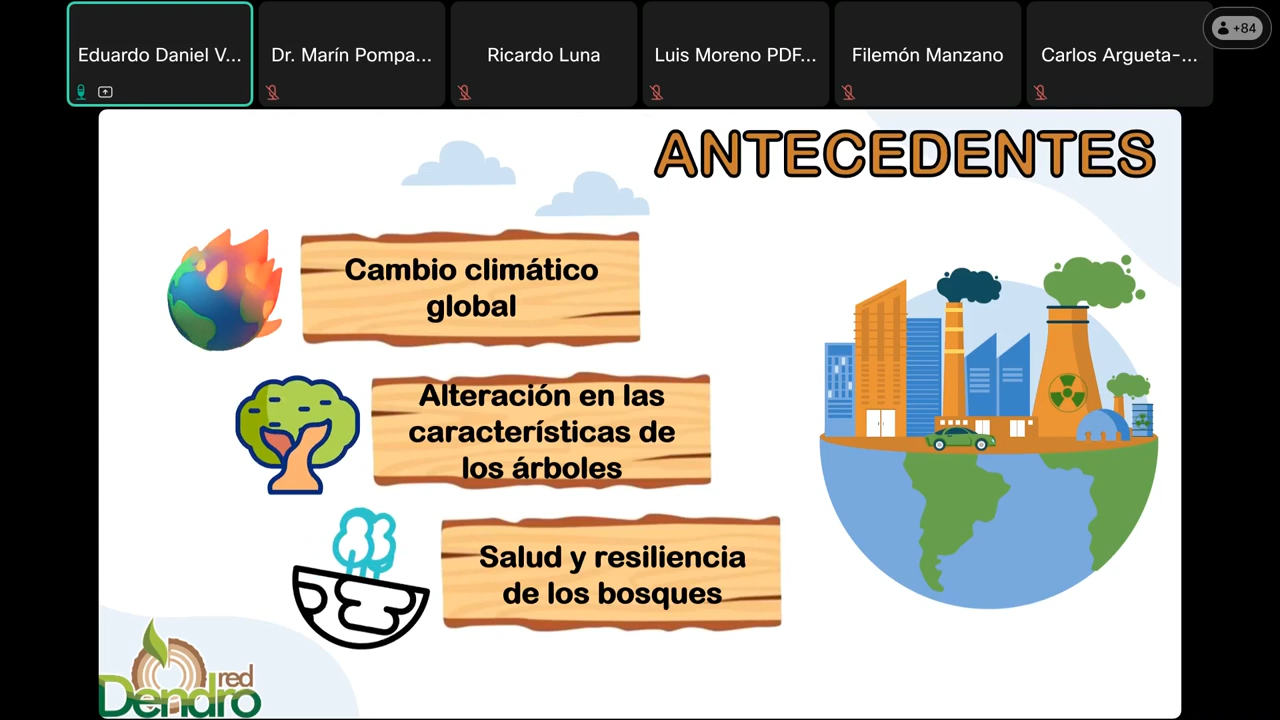 Eduardo Daniel V...
Dr. Marín Pompa...
Ricardo Luna
Luis Moreno PDF...
Filemón Manzano
Carlos Argueta-...
+84
ANTECEDENTES
Cambio climático
global
Alteración en las
características de
los árboles
Salud y resiliencia
de los bosques
red
Dendro